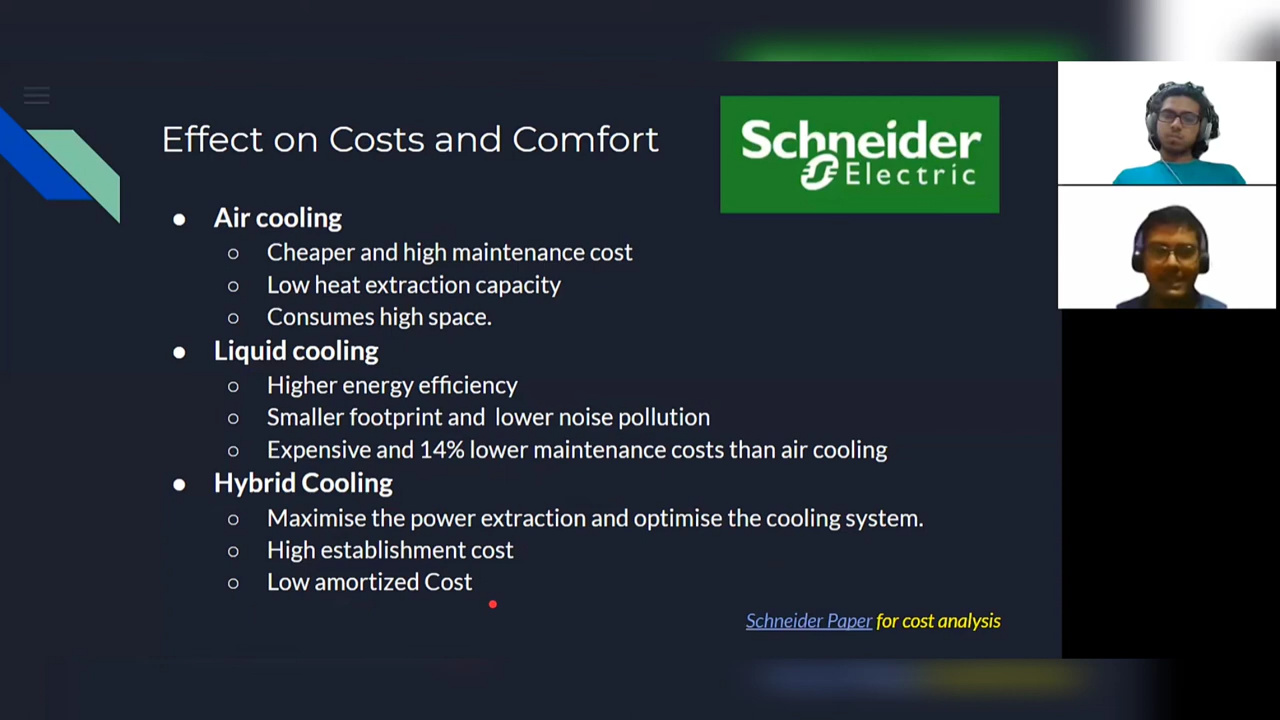 Effect on Costs and Comfort
Schneider
Electric
● Air cooling
○ Cheaper and high maintenance cost
○ Low heat extraction capacity
○ Consumes high space.
● Liquid cooling
○ Higher energy efficiency
○ Smaller footprint and lower noise pollution
○ Expensive and 14% lower maintenance costs than air cooling
● Hybrid Cooling
○ Maximise the power extraction and optimise the cooling system.
○ High establishment cost
○ Low amortized Cost
Schneider Paper for cost analysis